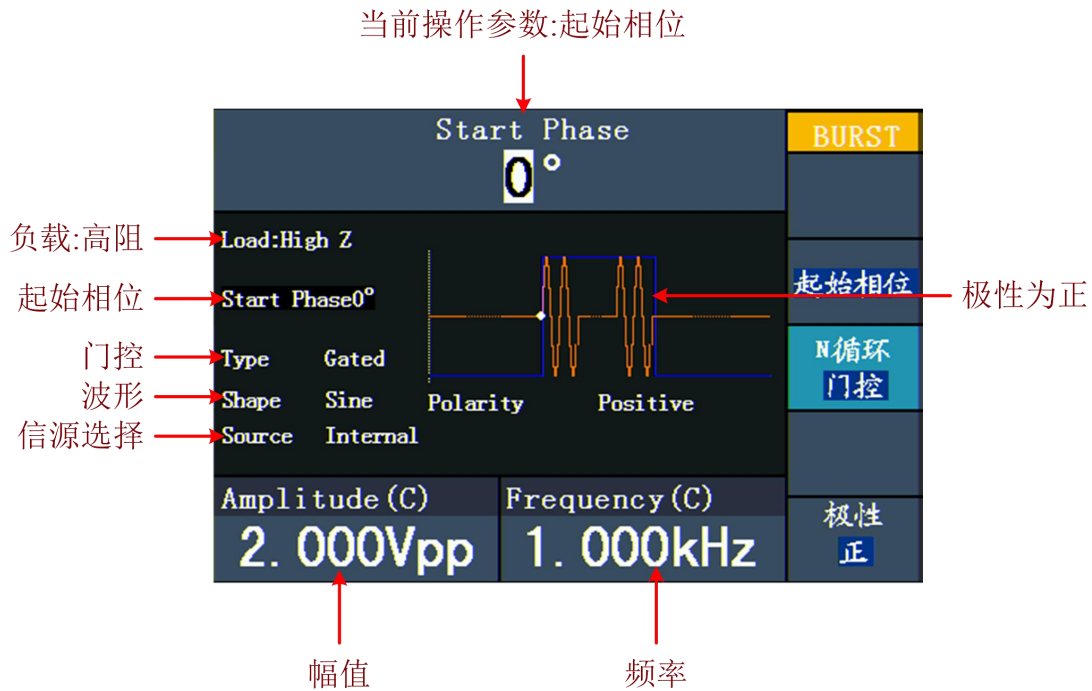 当前操作参数:起始相位
Start Phase
0°
BURST
负载:高阻
Load:High Z
起始相位
Start Phase0°
起始相位
极性为正
门控
Type Gated
N循环
门控
波形
Shape Sine
Polarity Positive
信源选择
Source Internal
Amplitude(C)
Frequency(C)
2.000Vpp
1.000kHz
极性
正
幅值
频率